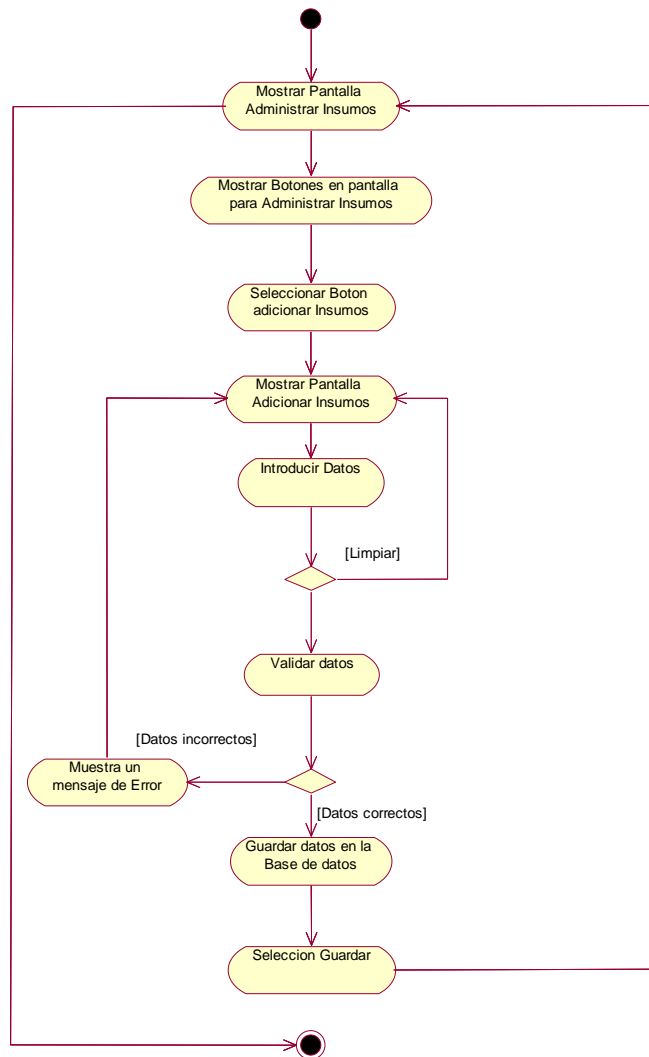 Mostrar Pantalla
Administrar Insumos
Mostrar Botones en pantalla
para Administrar Insumos
Seleccionar Boton
adicionar Insumos
Mostrar Pantalla
Adicionar Insumos
Introducir Datos
[Limpiar]
Validar datos
[Datos incorrectos]
Muestra un
mensaje de Error
[Datos correctos]
Guardar datos en la
Base de datos
Seleccion Guardar